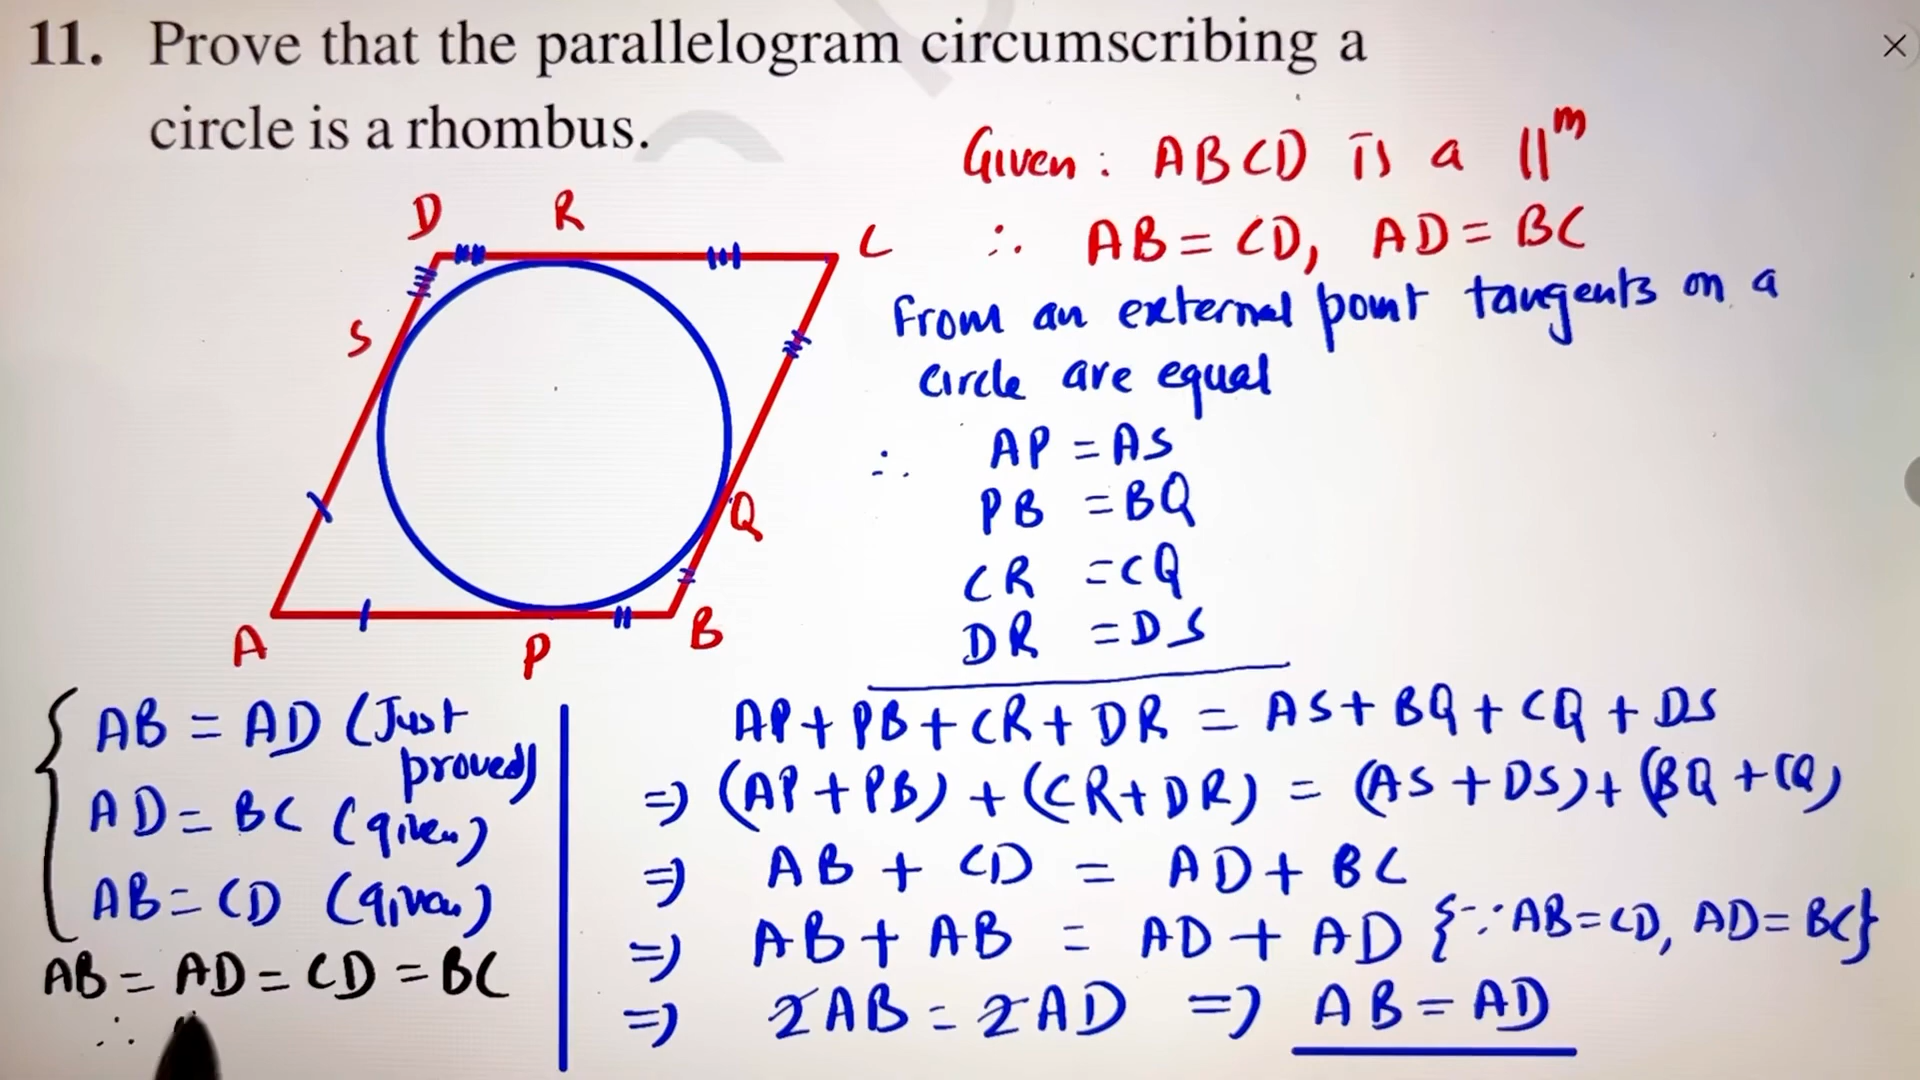 11. Prove that the parallelogram circumscribing a
circle is a rhombus.
Given: ABCD is a ||m
∴ AB = CD, AD = BC
From an external point tangents on a
circle are equal
∴ AP = AS
PB = BQ
CR = CQ
DR = DS
D R C
S
Q
A P B
AP + PB + CR + DR = AS + BQ + CQ + DS
=) (AP + PB) + (CR + DR) = (AS + DS) + (BQ + CQ)
=) AB + CD = AD + BC
=) AB + AB = AD + AD {∵ AB = CD, AD = BC}
=) 2AB = 2AD =) AB = AD
AB = AD (Just
proved)
AD = BC (given)
AB = CD (given)
AB = AD = CD = BC
∴